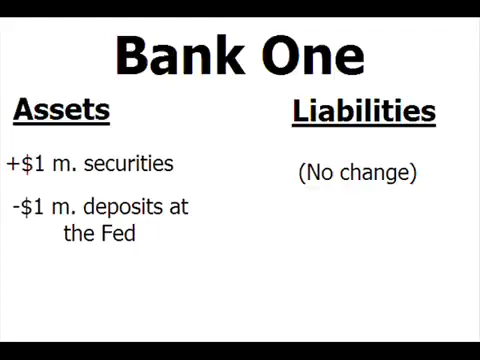 Bank One
Assets
Liabilities
+$1 m. securities
(No change)
-$1 m. deposits at
the Fed